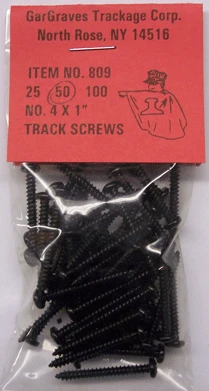 GarGraves Trackage Corp.
North Rose, NY 14516
ITEM NO. 809
25 50 100
NO. 4 X 1"
TRACK SCREWS